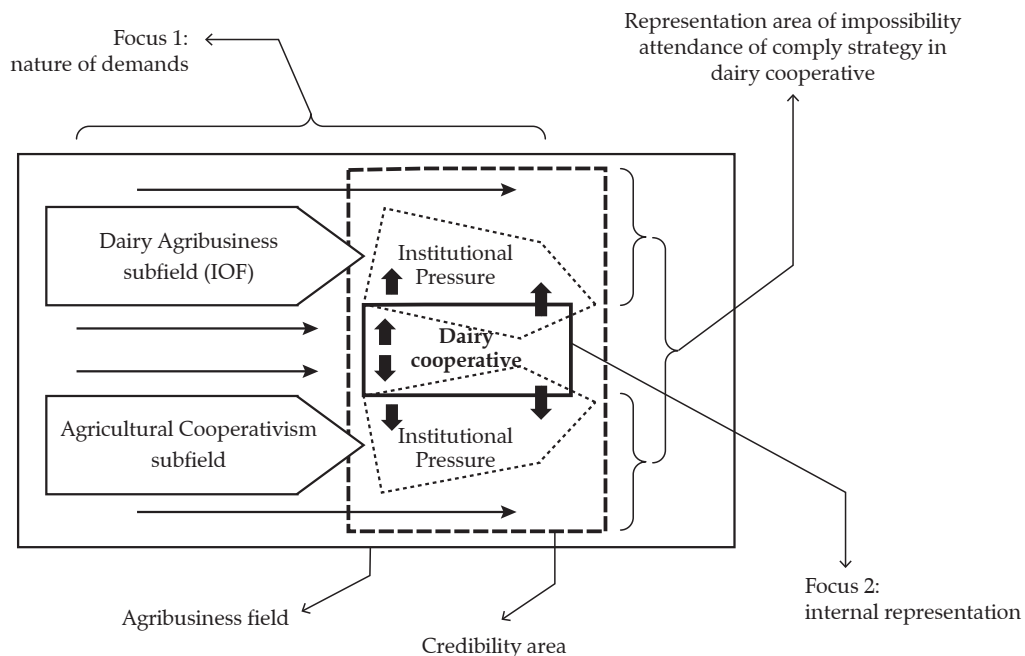 Focus 1:
nature of demands
Representation area of impossibility
attendance of comply strategy in
dairy cooperative
Dairy Agribusiness
subfield (IOF)
Institutional
Pressure
Dairy
cooperative
Agricultural Cooperativism
subfield
Institutional
Pressure
Agribusiness field
Credibility area
Focus 2:
internal representation